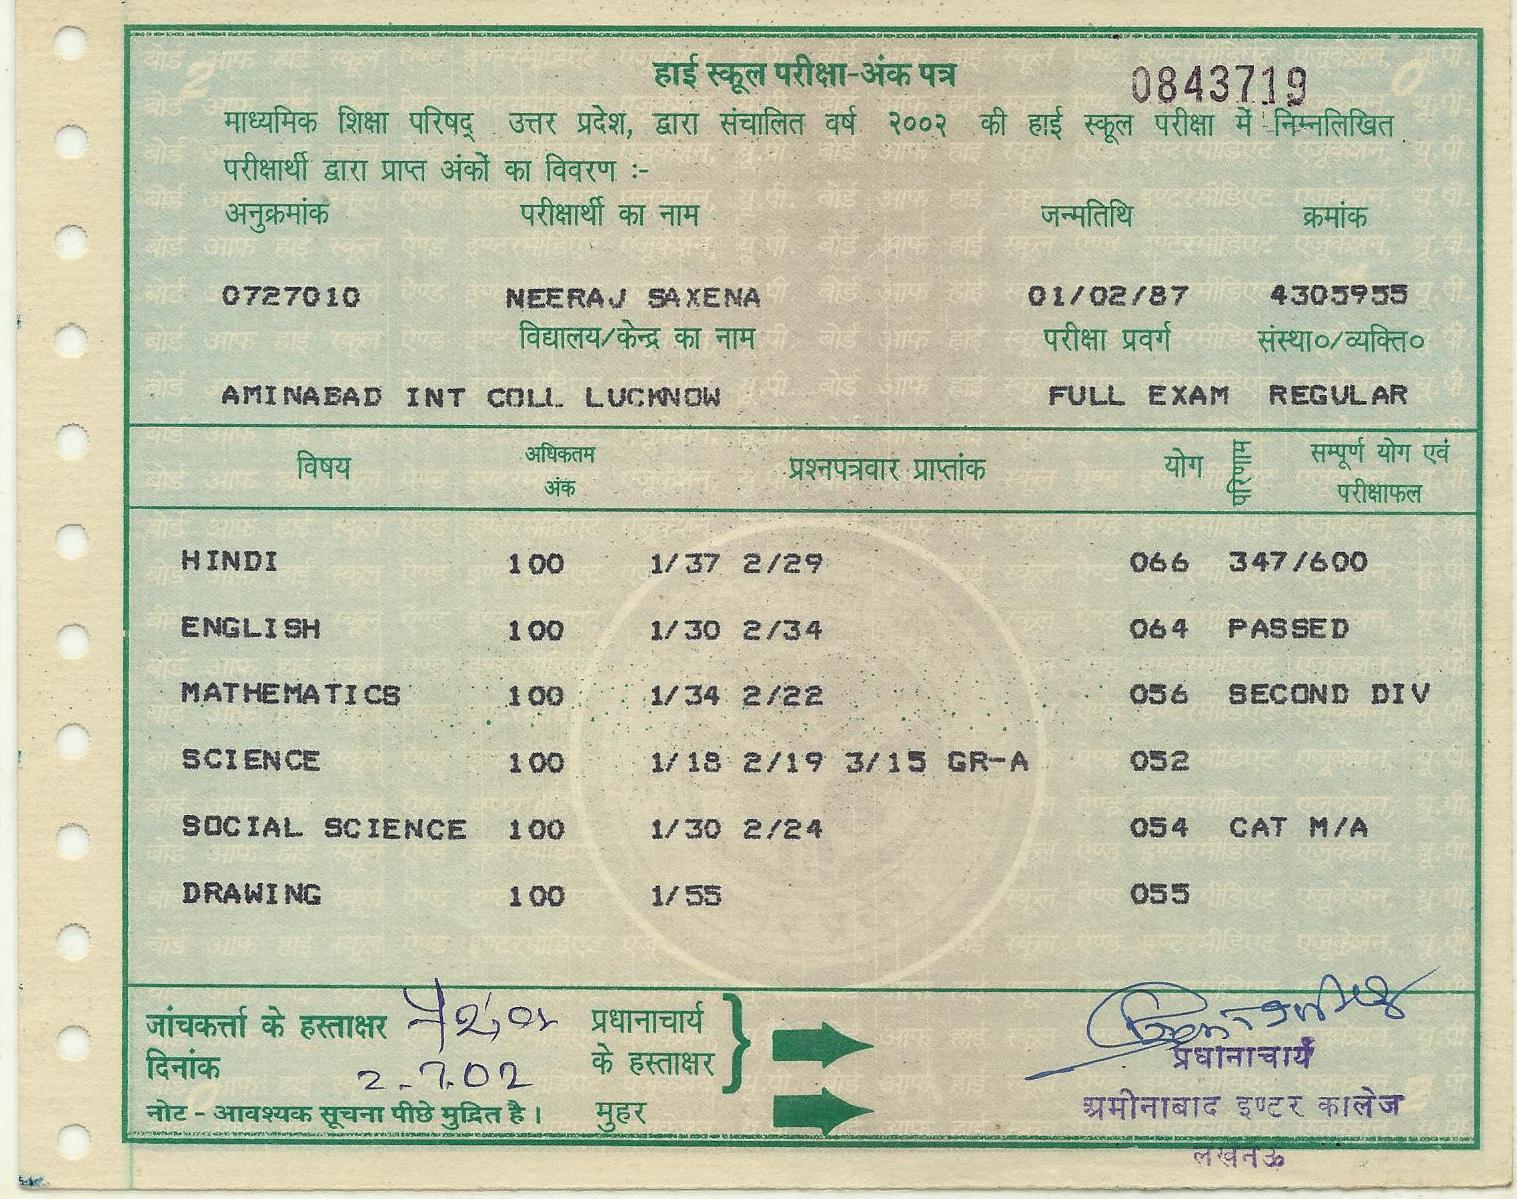 हाई स्कूल परीक्षा-अंक पत्र 0843719
माध्यमिक शिक्षा परिषद् उत्तर प्रदेश, द्वारा संचालित वर्ष २००२ की हाई स्कूल परीक्षा में निम्नलिखित
परीक्षार्थी द्वारा प्राप्त अंकों का विवरण :-
अनुक्रमांक परीक्षार्थी का नाम जन्मतिथि क्रमांक
0727010 NEERAJ SAXENA 01/02/87 4305955
विद्यालय/केन्द्र का नाम परीक्षा प्रवर्ग संस्था०/व्यक्ति०
AMINABAD INT COLL LUCKNOW FULL EXAM REGULAR
विषय अधिकतम अंक प्रश्नपत्रवार प्राप्तांक योग परिणाम सम्पूर्ण योग एवं परीक्षाफल
HINDI 100 1/37 2/29 066 347/600
ENGLISH 100 1/30 2/34 064 PASSED
MATHEMATICS 100 1/34 2/22 056 SECOND DIV
SCIENCE 100 1/18 2/19 3/15 GR-A 052
SOCIAL SCIENCE 100 1/30 2/24 054 CAT M/A
DRAWING 100 1/55 055
जांचकर्त्ता के हस्ताक्षर प्रधानाचार्य
दिनांक 2.7.02 के हस्ताक्षर प्रधानाचार्य
नोट - आवश्यक सूचना पीछे मुद्रित है। मुहर अमीनाबाद इण्टर कालेज
लखनऊ